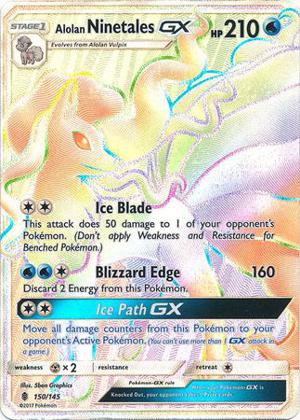 STAGE1 Alolan Ninetales GX HP 210
Evolves from Alolan Vulpix
Ice Blade
This attack does 50 damage to 1 of your opponent's
Pokémon. (Don't apply Weakness and Resistance for
Benched Pokémon.)
Blizzard Edge 160
Discard 2 Energy from this Pokémon.
Ice Path GX
Move all damage counters from this Pokémon to your
opponent's Active Pokémon. (You can't use more than 1 GX attack in
a game.)
weakness ×2 resistance retreat
Illus. 5ban Graphics
Pokémon-GX rule
When your Pokémon-GX is
Knocked Out, your opponent takes 2 Prize cards.
150/145
©2017 Pokémon